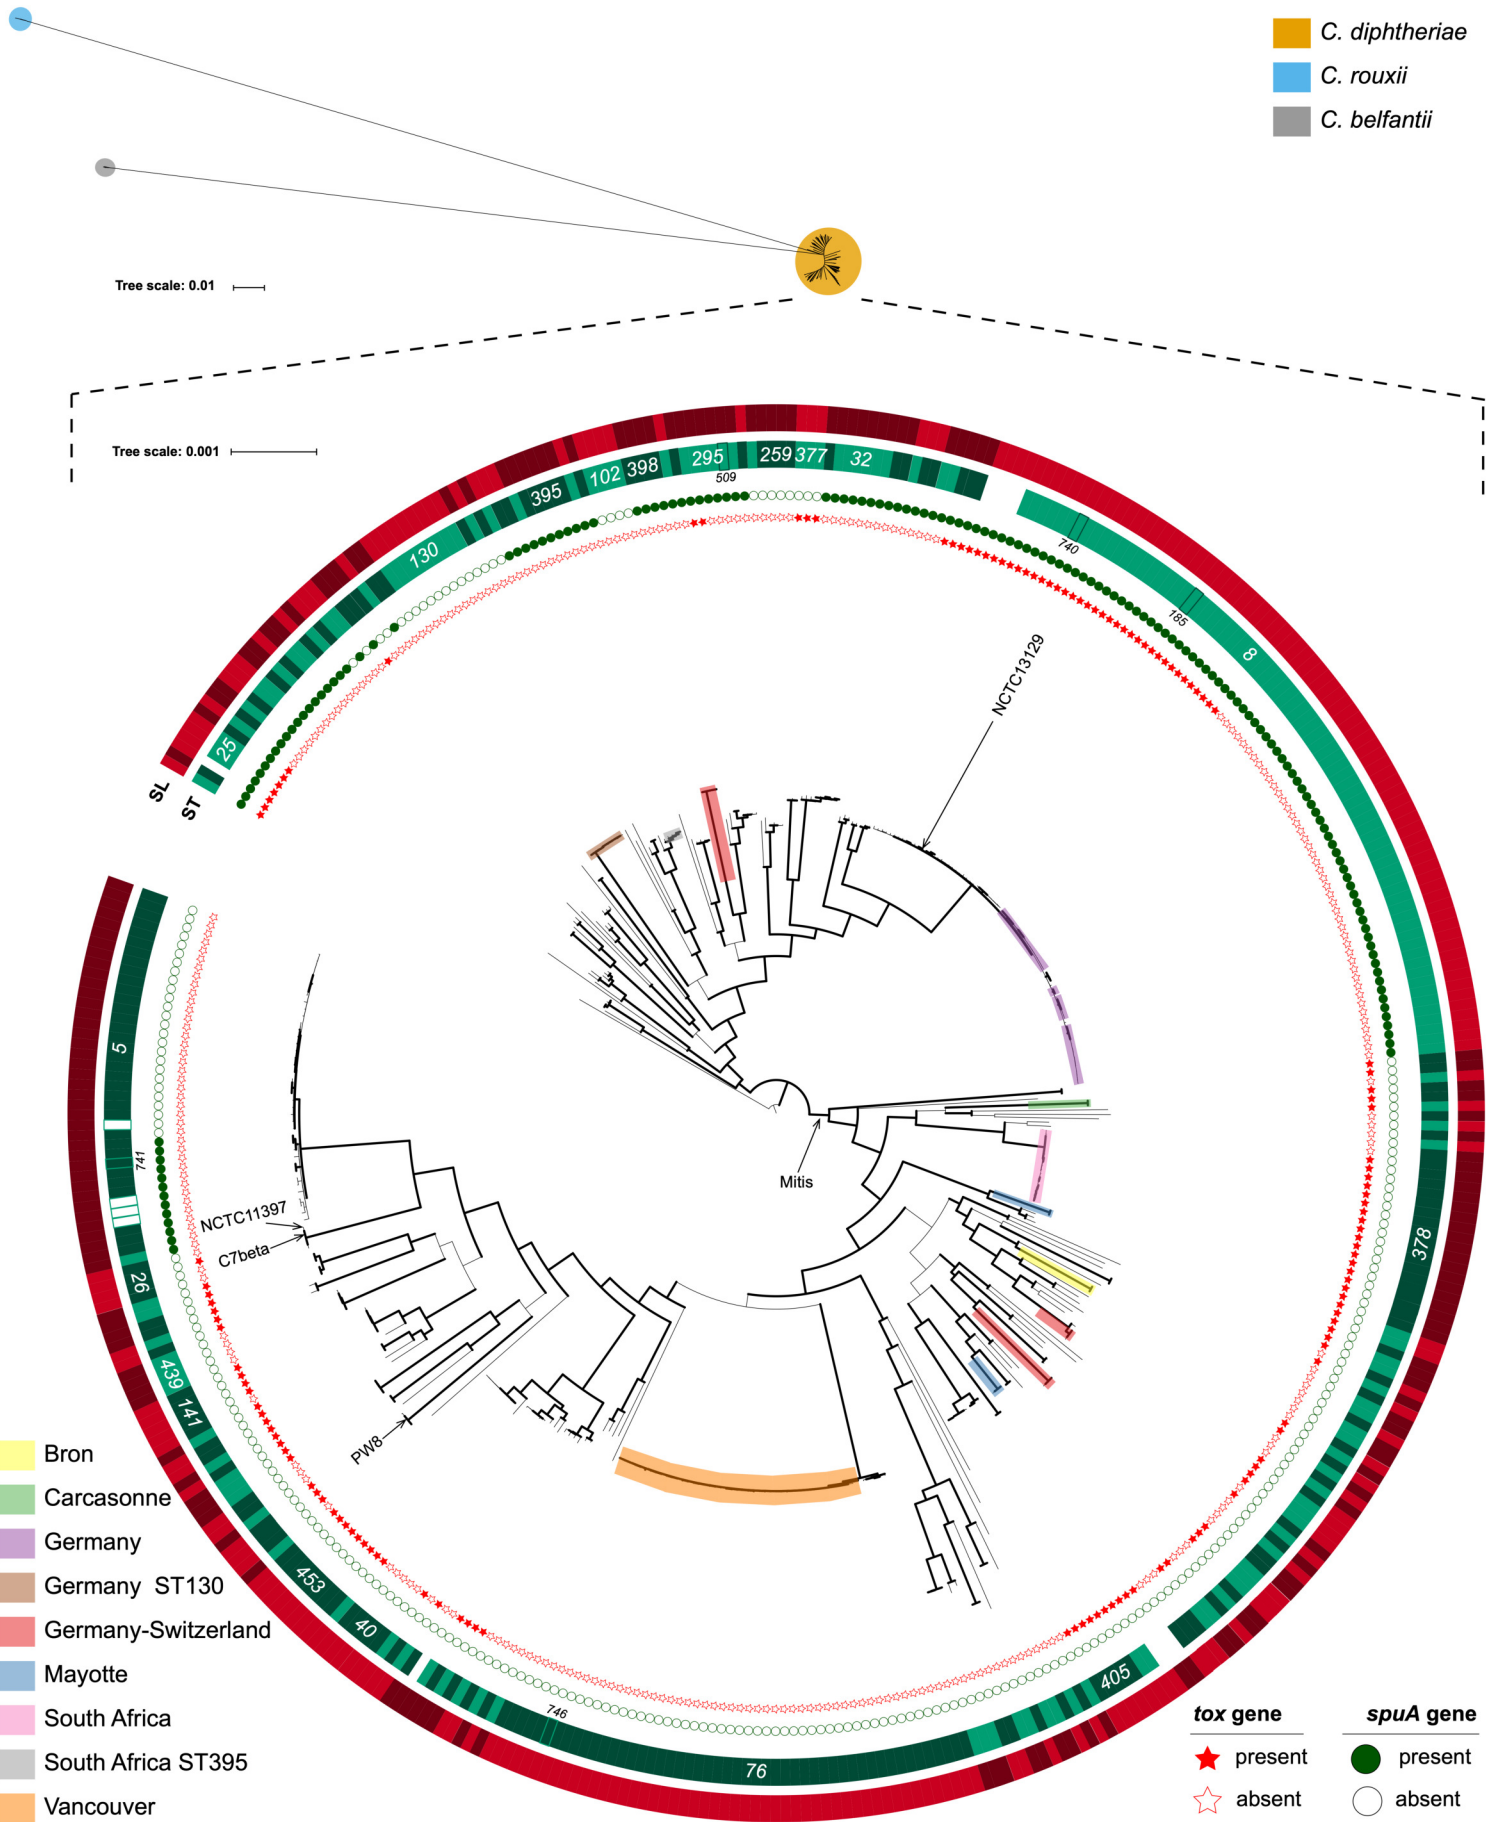 C. diphtheriae
C. rouxii
C. belfantii
Tree scale: 0.01
Tree scale: 0.001
259
377
295
32
398
102
509
395
130
740
185
8
25
SL
ST
NCTC13129
5
741
Mitis
NCTC11397
C7beta
378
26
439
141
PW8
453
40
405
746
76
Bron
Carcasonne
Germany
Germany ST130
Germany-Switzerland
Mayotte
South Africa
South Africa ST395
Vancouver
tox gene
present
absent
spuA gene
present
absent